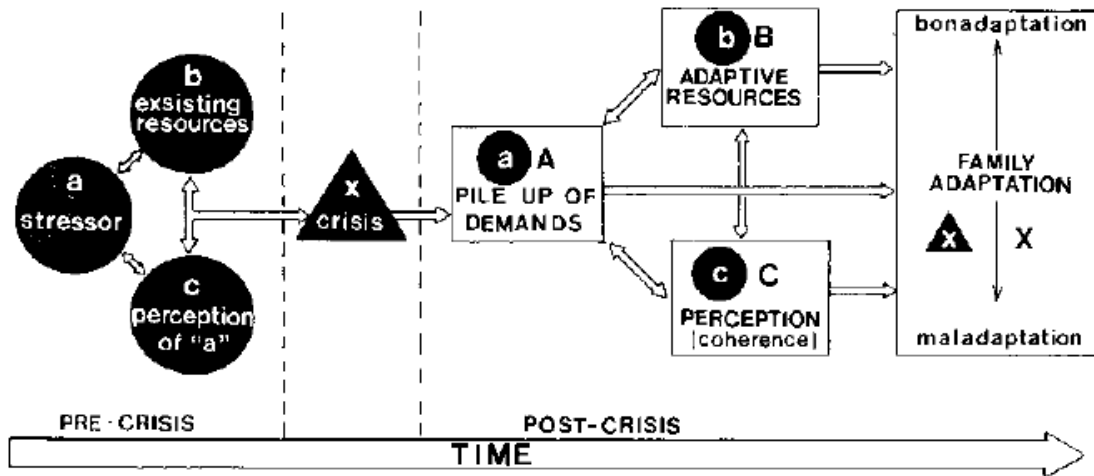 b
exsisting
resources
a
stressor
c
perception
of "a"
x
crisis
a A
PILE UP OF
DEMANDS
b B
ADAPTIVE
RESOURCES
c C
PERCEPTION
(coherence)
bonadaptation
FAMILY
ADAPTATION
x X
maladaptation
PRE-CRISIS
POST-CRISIS
TIME